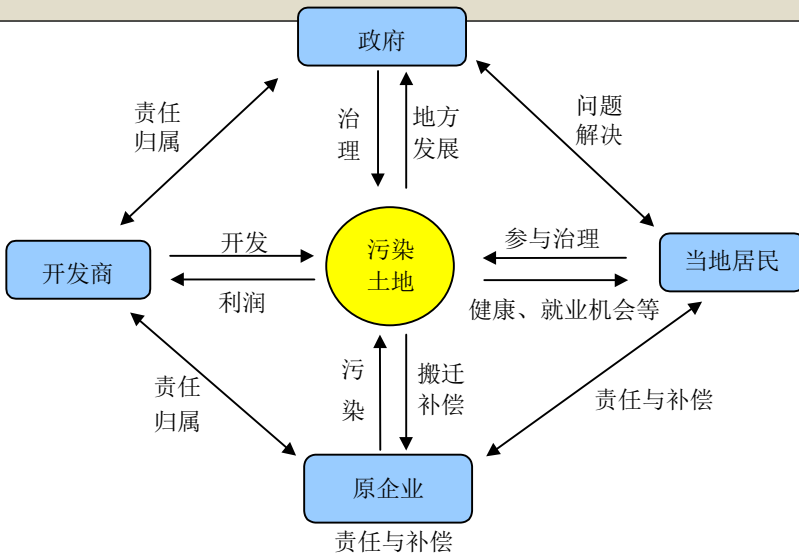 政府
责任
归属
治
理
地方
发展
问题
解决
开发商
开发
利润
污染
土地
参与治理
健康、就业机会等
当地居民
责任
归属
污
染
搬迁
补偿
责任与补偿
原企业
责任与补偿